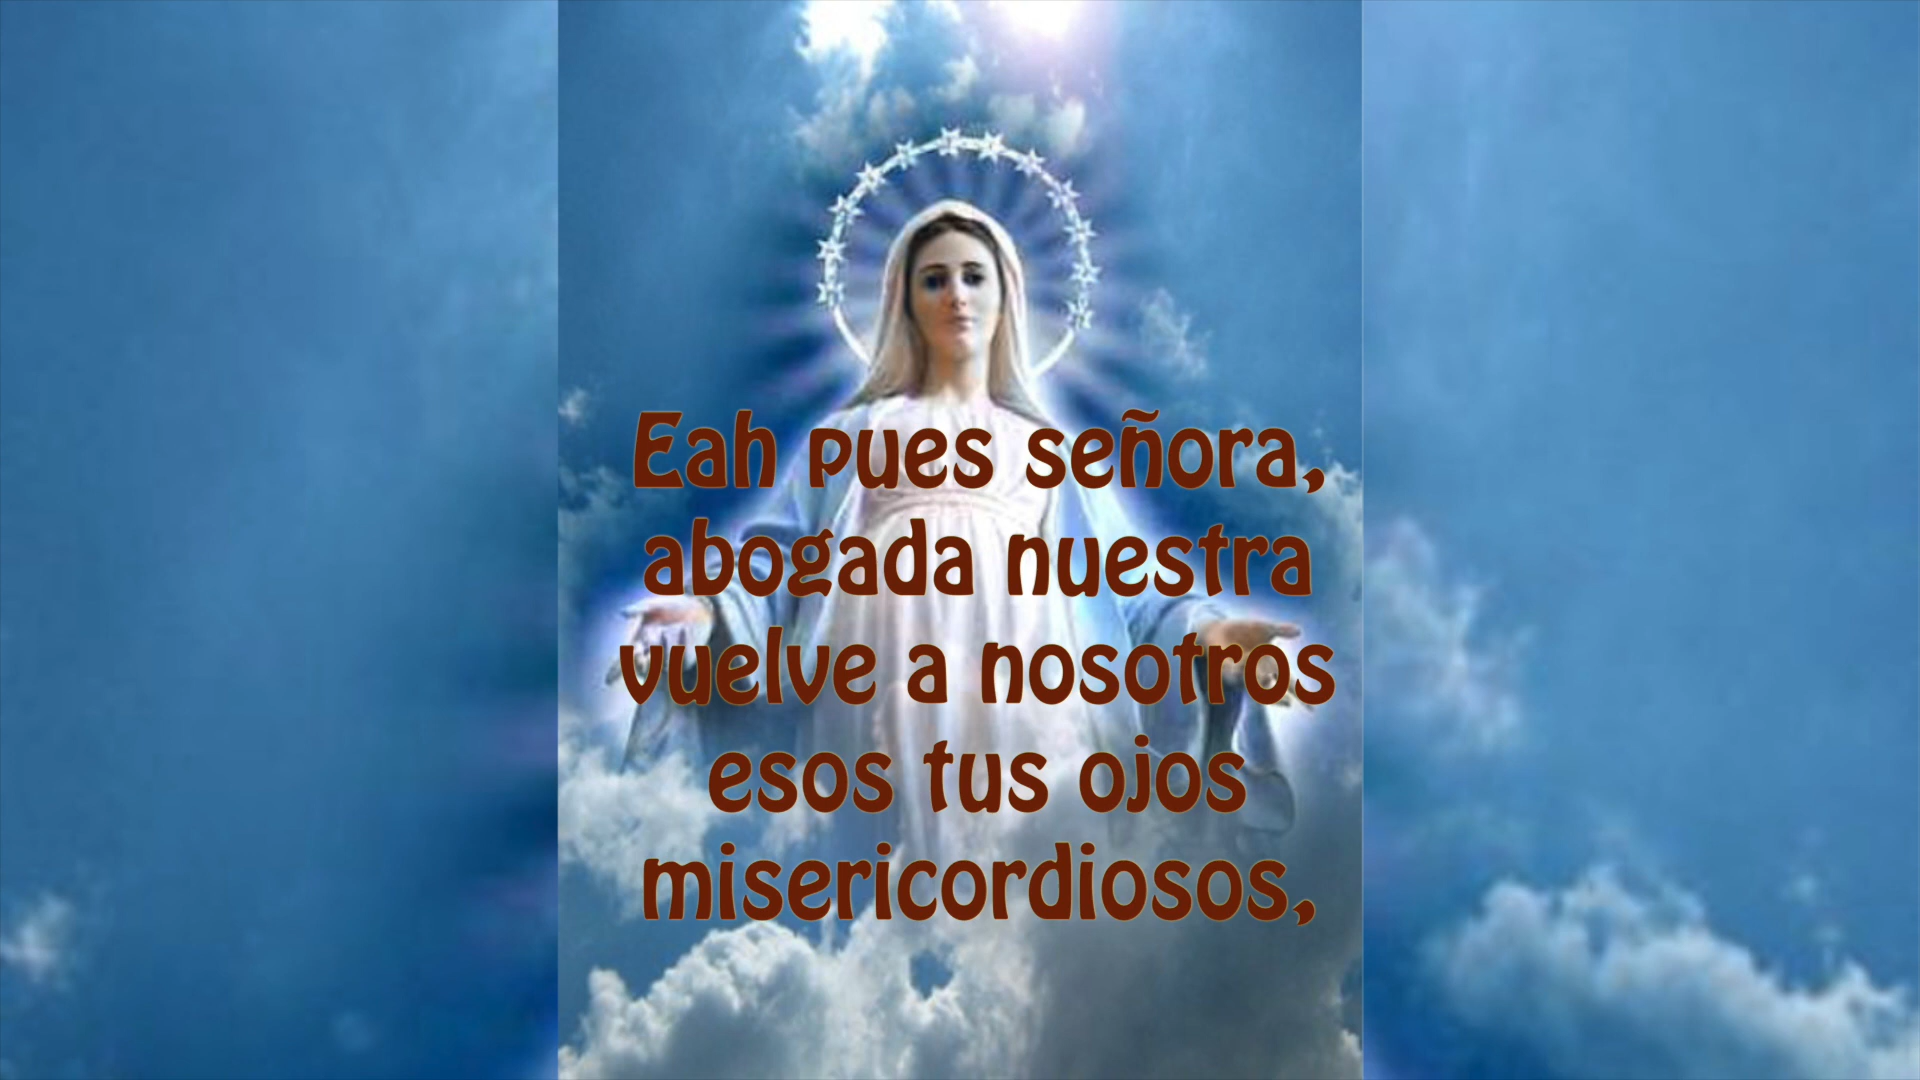 Eah pues señora,
abogada nuestra
vuelve a nosotros
esos tus ojos
misericordiosos,